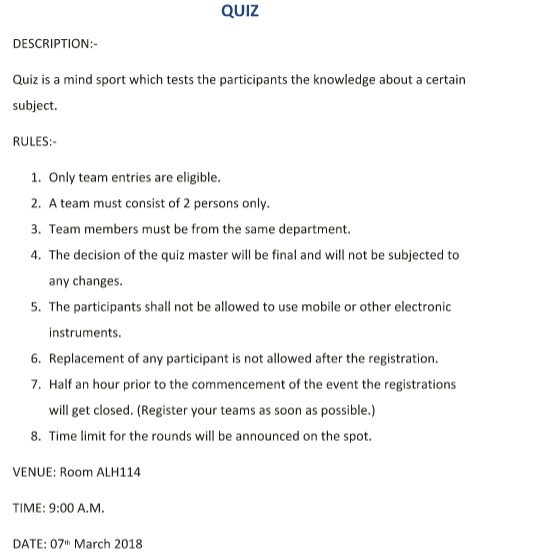 QUIZ
DESCRIPTION:-
Quiz is a mind sport which tests the participants the knowledge about a certain
subject.
RULES:-
1. Only team entries are eligible.
2. A team must consist of 2 persons only.
3. Team members must be from the same department.
4. The decision of the quiz master will be final and will not be subjected to
any changes.
5. The participants shall not be allowed to use mobile or other electronic
instruments.
6. Replacement of any participant is not allowed after the registration.
7. Half an hour prior to the commencement of the event the registrations
will get closed. (Register your teams as soon as possible.)
8. Time limit for the rounds will be announced on the spot.
VENUE: Room ALH114
TIME: 9:00 A.M.
DATE: 07th March 2018